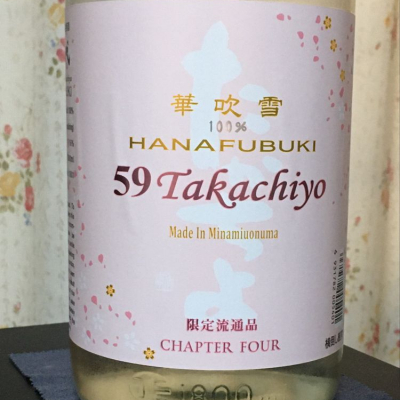 華吹雪
100%
HANAFUBUKI
59 Takachiyo
Made In Minamiuonuma
限定流通品
CHAPTER FOUR